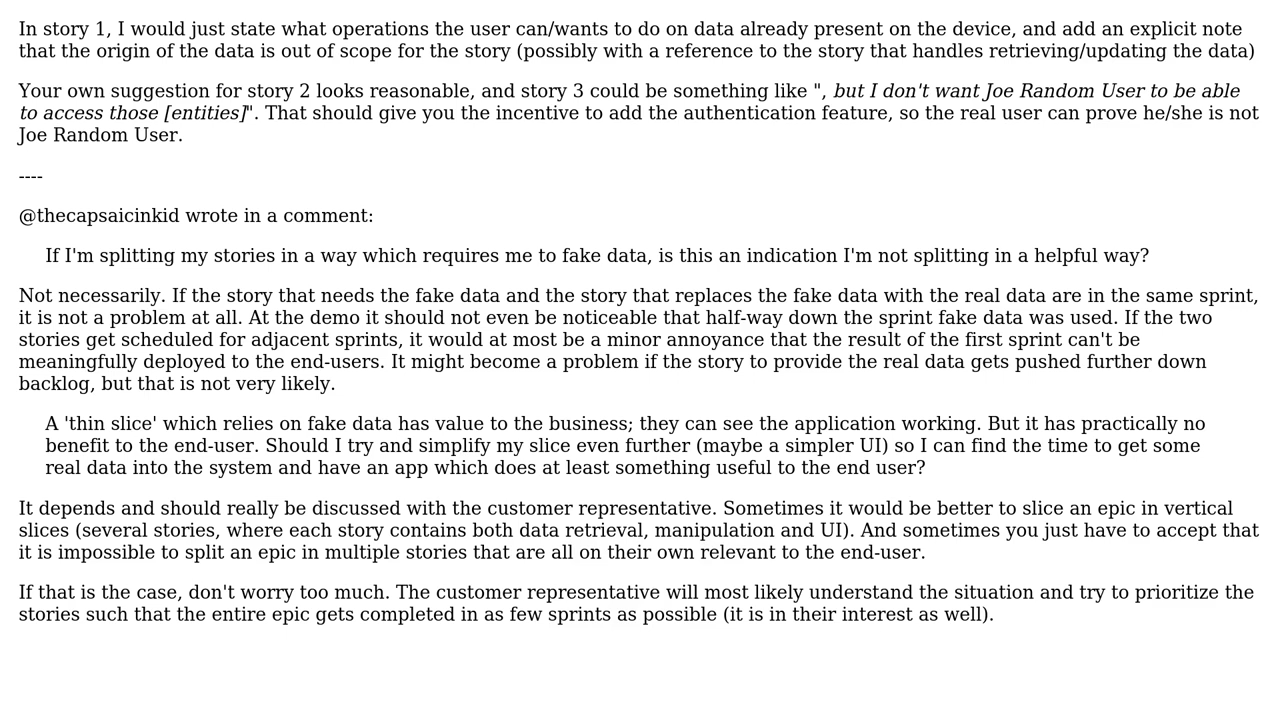 In story 1, I would just state what operations the user can/wants to do on data already present on the device, and add an explicit note
that the origin of the data is out of scope for the story (possibly with a reference to the story that handles retrieving/updating the data)
Your own suggestion for story 2 looks reasonable, and story 3 could be something like ", but I don't want Joe Random User to be able
to access those [entities]". That should give you the incentive to add the authentication feature, so the real user can prove he/she is not
Joe Random User.
----
@thecapsaicinkid wrote in a comment:
If I'm splitting my stories in a way which requires me to fake data, is this an indication I'm not splitting in a helpful way?
Not necessarily. If the story that needs the fake data and the story that replaces the fake data with the real data are in the same sprint,
it is not a problem at all. At the demo it should not even be noticeable that half-way down the sprint fake data was used. If the two
stories get scheduled for adjacent sprints, it would at most be a minor annoyance that the result of the first sprint can't be
meaningfully deployed to the end-users. It might become a problem if the story to provide the real data gets pushed further down
backlog, but that is not very likely.
A 'thin slice' which relies on fake data has value to the business; they can see the application working. But it has practically no
benefit to the end-user. Should I try and simplify my slice even further (maybe a simpler UI) so I can find the time to get some
real data into the system and have an app which does at least something useful to the end user?
It depends and should really be discussed with the customer representative. Sometimes it would be better to slice an epic in vertical
slices (several stories, where each story contains both data retrieval, manipulation and UI). And sometimes you just have to accept that
it is impossible to split an epic in multiple stories that are all on their own relevant to the end-user.
If that is the case, don't worry too much. The customer representative will most likely understand the situation and try to prioritize the
stories such that the entire epic gets completed in as few sprints as possible (it is in their interest as well).